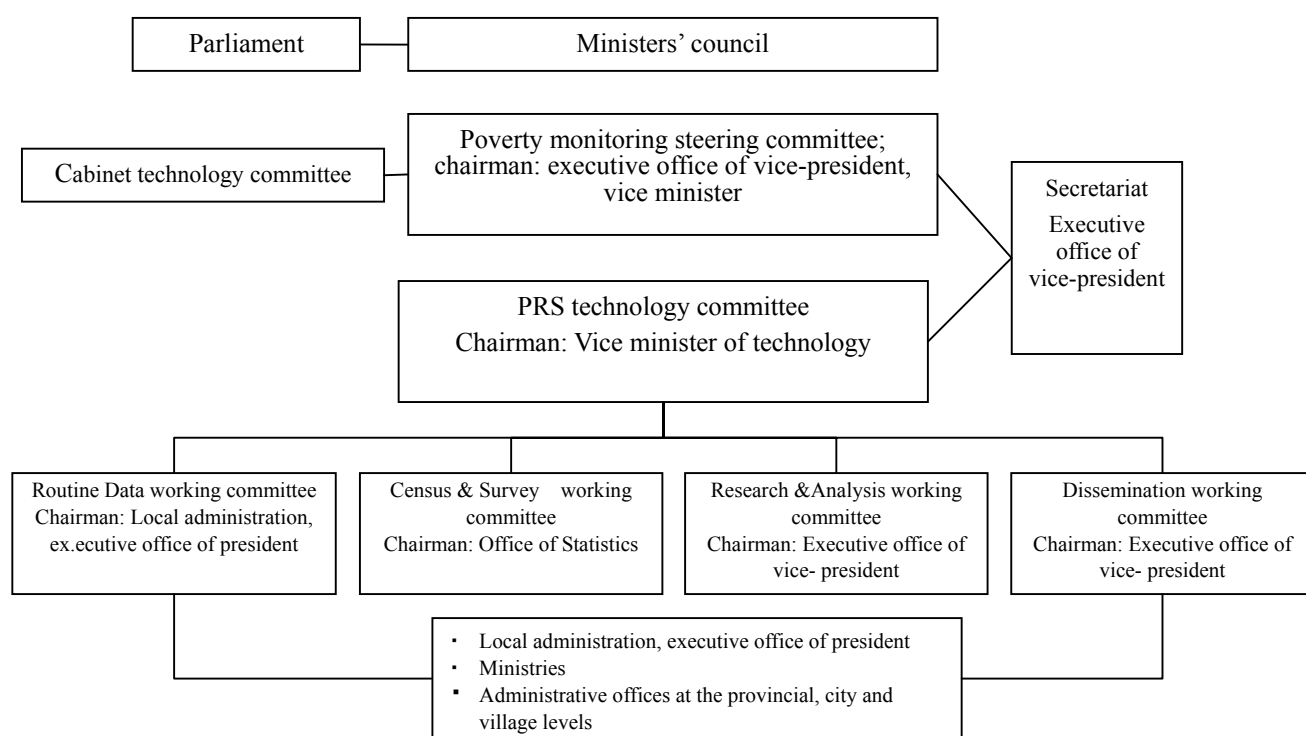 Parliament
Ministers’ council
Poverty monitoring steering committee;
chairman: executive office of vice-president,
vice minister
Cabinet technology committee
Secretariat
Executive
office of
vice-president
PRS technology committee
Chairman: Vice minister of technology
Routine Data working committee
Chairman: Local administration,
ex.ecutive office of president
Census & Survey working
committee
Chairman: Office of Statistics
Research &Analysis working
committee
Chairman: Executive office of
vice- president
Dissemination working
committee
Chairman: Executive office of
vice- president
▪ Local administration, executive office of president
▪ Ministries
▪ Administrative offices at the provincial, city and
village levels